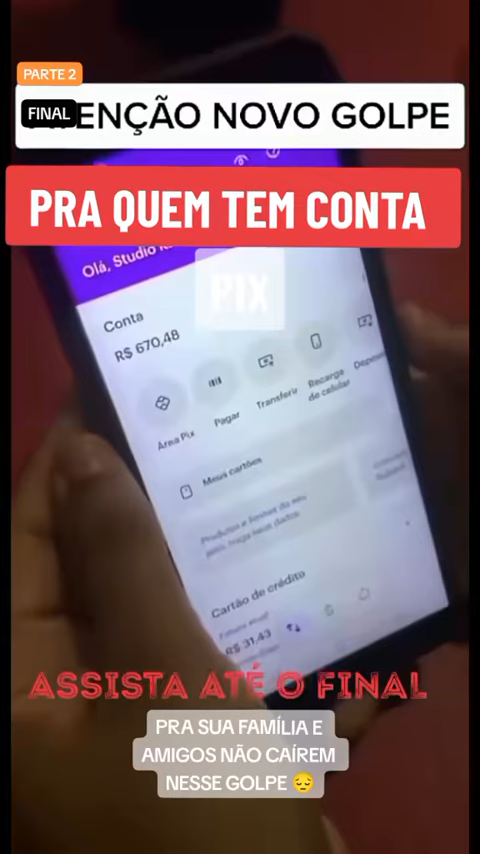 PARTE 2
FINAL
ENÇÃO NOVO GOLPE
PRA QUEM TEM CONTA
PIX
Olá, Studio
Conta
R$ 670,48
Área Pix
Pagar
Transferir
Recarga
de celular
Meus cartões
Cartão de crédito
R$ 31,43
ASSISTA ATÉ O FINAL
PRA SUA FAMÍLIA E
AMIGOS NÃO CAÍREM
NESSE GOLPE 😔